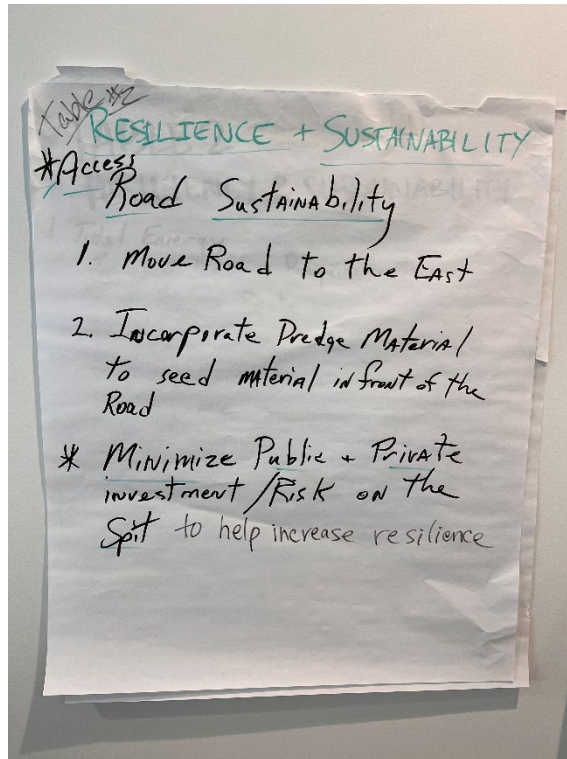 Table #2
RESILIENCE + SUSTAINABILITY
*Access
Road Sustainability
1. Move Road to the East
2. Incorporate Dredge Material
to seed material in front of the
Road
* Minimize Public + Private
investment/Risk on the
Spit to help increase resilience